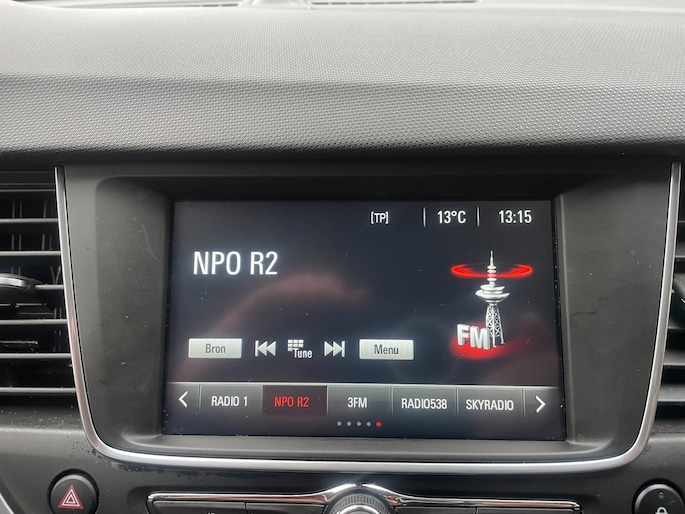 [TP] 13°C 13:15
NPO R2
FM
Bron Tune Menu
RADIO 1 NPO R2 3FM RADIO538 SKYRADIO